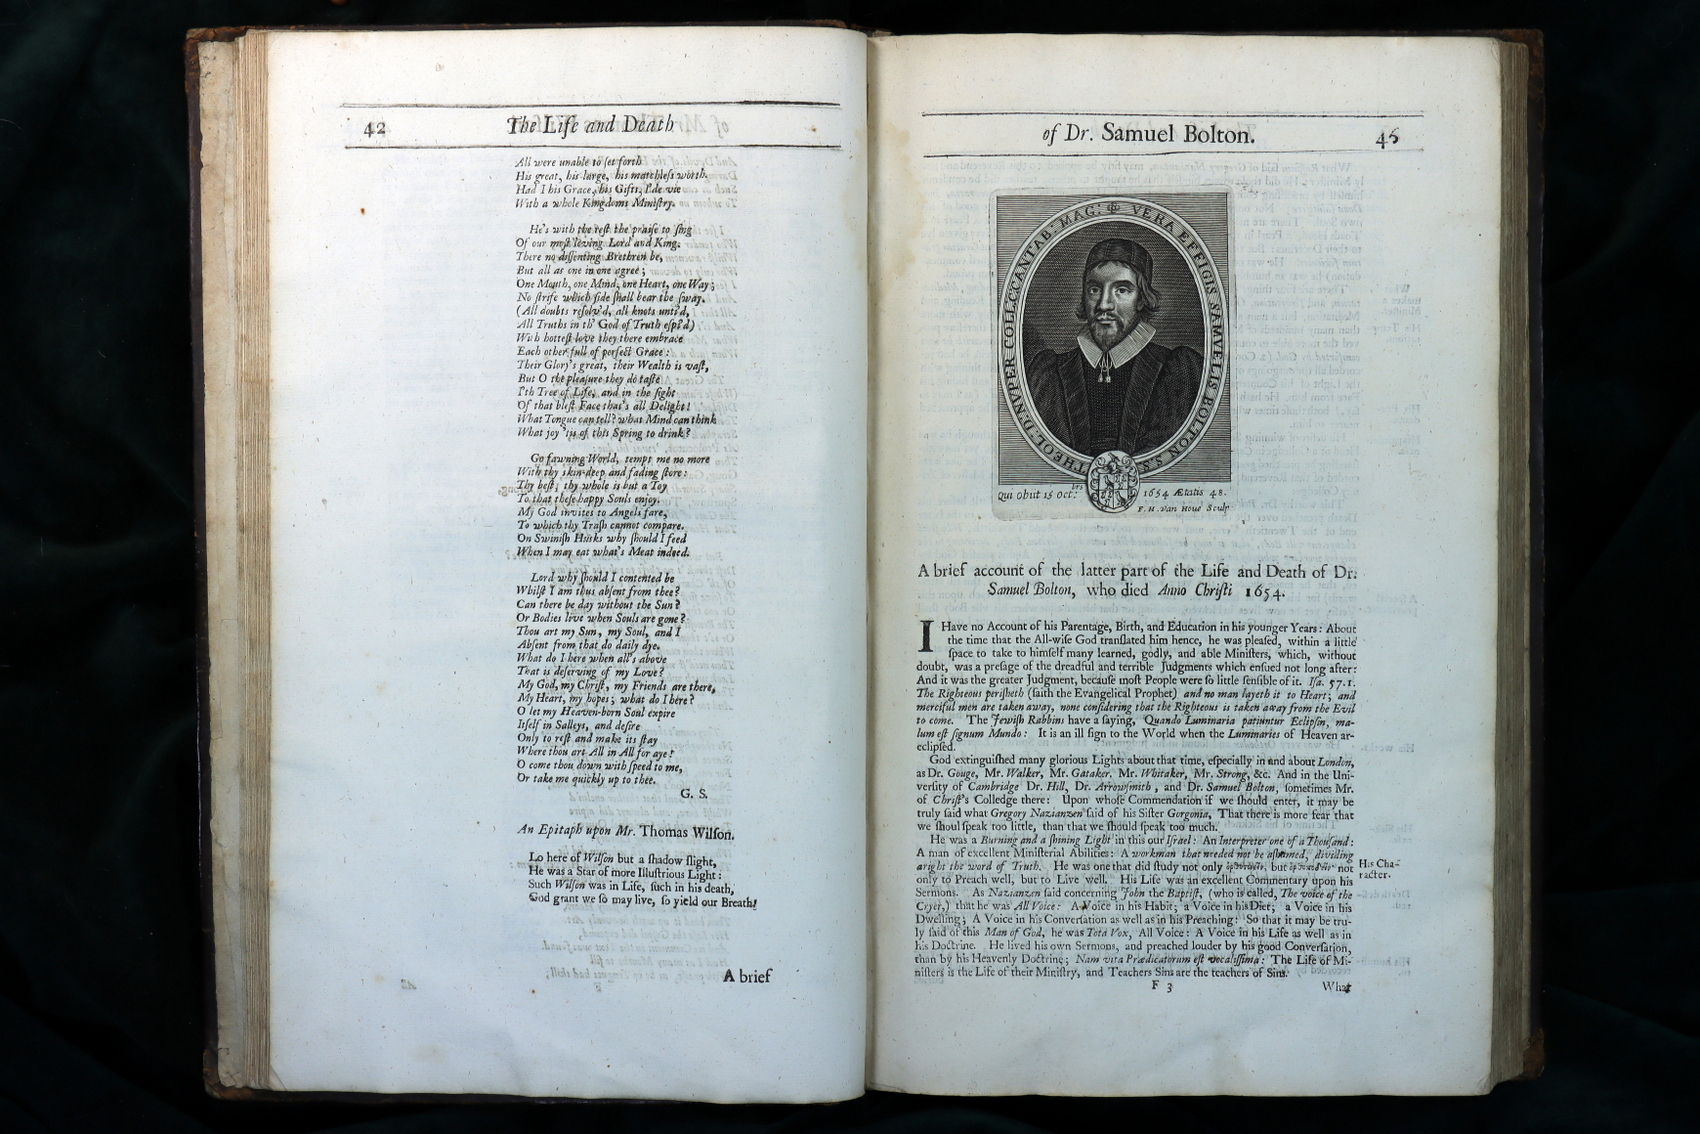 42 The Life and Death
All were unable to ſet forth
His great, his large, his matchleſs worth.
Had I his Grace, his Gifts, I'de vie
With a whole Kingdoms Miniſtry.
He's with the reſt the praiſe to ſing
Of our moſt loving Lord and King.
There no diſſenting Brethren be,
But all as one in one agree;
One Mouth, one Mind, one Heart, one Way;
No ſtrife which ſide ſhall bear the ſway.
(All doubts reſolv'd, all knots unti'd,
All Truths in th' God of Truth eſpi'd)
With hotteſt love they there embrace
Each other, full of perfect Grace:
Their Glory's great, their Wealth is vaſt,
But O the pleaſure they do taſte
I'th Tree of Life, and in the ſight
Of that bleſt Face that's all Delight!
What Tongue can tell? what Mind can think
What joy 'tis of this Spring to drink?
Go fawning World, tempt me no more
With thy skin-deep and fading ſtore:
Thy beſt, thy whole is but a Toy
To that theſe happy Souls enjoy.
My God invites to Angels fare,
To which thy Traſh cannot compare.
On Swiniſh Husks why ſhould I feed
When I may eat what's Meat indeed.
Lord why ſhould I contented be
Whilſt I am thus abſent from thee?
Can there be day without the Sun?
Or Bodies live when Souls are gone?
Thou art my Sun, my Soul, and I
Abſent from that do daily dye.
What do I here when all's above
That is deſerving of my Love?
My God, my Chriſt, my Friends are there,
My Heart, my hopes; what do I here?
O let my Heaven-born Soul expire
Itſelf in Salleys, and deſire
Only to reſt and make its ſtay
Where thou art All in All for aye?
O come thou down with ſpeed to me,
Or take me quickly up to thee.
G. S.
An Epitaph upon Mr. Thomas Wilſon.
Lo here of Wilſon but a ſhadow ſlight,
He was a Star of more Illuſtrious Light:
Such Wilſon was in Life, ſuch in his death,
God grant we ſo may live, ſo yield our Breath!
A brief
of Dr. Samuel Bolton. 45
VERA EFFIGIS SAMVELIS BOLTON S.S. THEOL: D. NVPER COLL: CCANTAB. MAG:
Qui obiit 15 Oct:brs 1654 Ætatis 48.
F. H. van Houe Sculp
A brief account of the latter part of the Life and Death of Dr.
Samuel Bolton, who died Anno Chriſti 1654.
I Have no Account of his Parentage, Birth, and Education in his younger Years: About
the time that the All-wiſe God tranſlated him hence, he was pleaſed, within a little
ſpace to take to himſelf many learned, godly, and able Miniſters, which, without
doubt, was a preſage of the dreadful and terrible Judgments which enſued not long after:
And it was the greater Judgment, becauſe moſt People were ſo little ſenſible of it. Iſa. 57.1.
The Righteous periſheth (ſaith the Evangelical Prophet) and no man layeth it to Heart; and
merciful men are taken away, none conſidering that the Righteous is taken away from the Evil
to come. The Jewiſh Rabbins have a ſaying, Quando Luminaria patiuntur Eclipſin, ma-
lum eſt ſignum Mundo: It is an ill ſign to the World when the Luminaries of Heaven ar-
eclipſed.
God extinguiſhed many glorious Lights about that time, eſpecially in and about London,
as Dr. Gouge, Mr. Walker, Mr. Gataker, Mr. Whitaker, Mr. Strong, &c. And in the Uni-
verſity of Cambridge Dr. Hill, Dr. Arrowſmith, and Dr. Samuel Bolton, ſometimes Mr.
of Chriſt's Colledge there: Upon whoſe Commendation if we ſhould enter, it may be
truly ſaid what Gregory Nazianzen ſaid of his Siſter Gorgonia, That there is more fear that
we ſhoul ſpeak too little, than that we ſhould ſpeak too much.
He was a Burning and a ſhining Light in this our Iſrael: An Interpreter one of a Thouſand:
A man of excellent Miniſterial Abilities: A workman that needed not be aſhamed, dividing
aright the word of Truth. He was one that did ſtudy not only but not
only to Preach well, but to Live well. His Life was an excellent Commentary upon his
Sermons. As Nazianzen ſaid concerning John the Baptiſt, (who is called, The voice of the
Cryer,) that he was All Voice: A Voice in his Habit; a Voice in his Diet; a Voice in his
Dwelling; A Voice in his Converſation as well as in his Preaching: So that it may be tru-
ly ſaid of this Man of God, he was Tota Vox, All Voice: A Voice in his Life as well as in
his Doctrine. He lived his own Sermons, and preached louder by his good Converſation,
than by his Heavenly Doctrine; Nam vita Prædicatorum eſt vocaliſſima: The Life of Mi-
niſters is the Life of their Miniſtry, and Teachers Sins are the teachers of Sins.
His Cha-
racter.
F 3 What